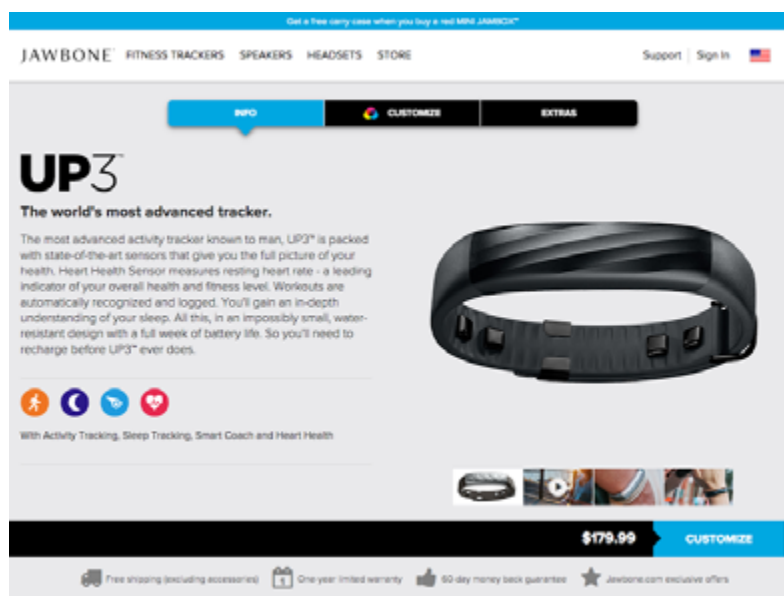 Get a free carry case when you buy a red MINI JAMBOX™
JAWBONE® FITNESS TRACKERS SPEAKERS HEADSETS STORE Support Sign In
INFO CUSTOMIZE EXTRAS
UP3™
The world's most advanced tracker.
The most advanced activity tracker known to man, UP3™ is packed
with state-of-the-art sensors that give you the full picture of your
health. Heart Health Sensor measures resting heart rate - a leading
indicator of your overall health and fitness level. Workouts are
automatically recognized and logged. You'll gain an in-depth
understanding of your sleep. All this, in an impossibly small, water-
resistant design with a full week of battery life. So you'll need to
recharge before UP3™ ever does.
With Activity Tracking, Sleep Tracking, Smart Coach and Heart Health
$179.99 CUSTOMIZE
Free shipping (excluding accessories) 1 One-year limited warranty 60-day money back guarantee Jawbone.com exclusive offers